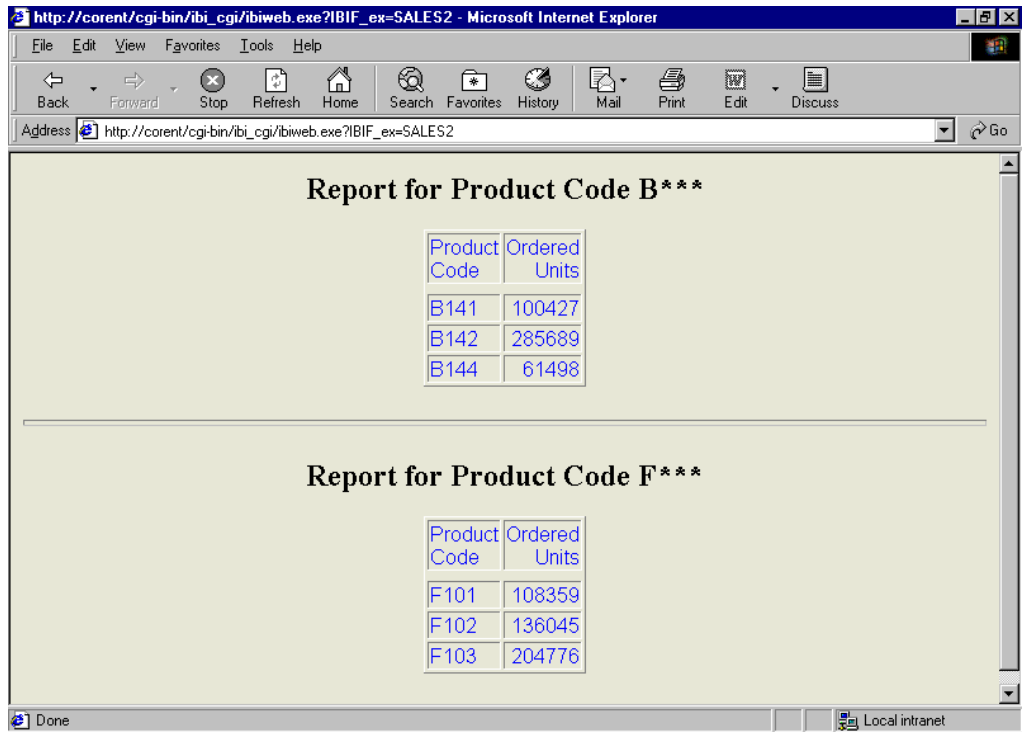 http://corent/cgi-bin/ibi_cgi/ibiweb.exe?IBIF_ex=SALES2 - Microsoft Internet Explorer
File Edit View Favorites Tools Help
Back Forward Stop Refresh Home Search Favorites History Mail Print Edit Discuss
Address http://corent/cgi-bin/ibi_cgi/ibiweb.exe?IBIF_ex=SALES2 Go
Report for Product Code B***
Product Ordered
Code Units
B141 100427
B142 285689
B144 61498
Report for Product Code F***
Product Ordered
Code Units
F101 108359
F102 136045
F103 204776
Done Local intranet